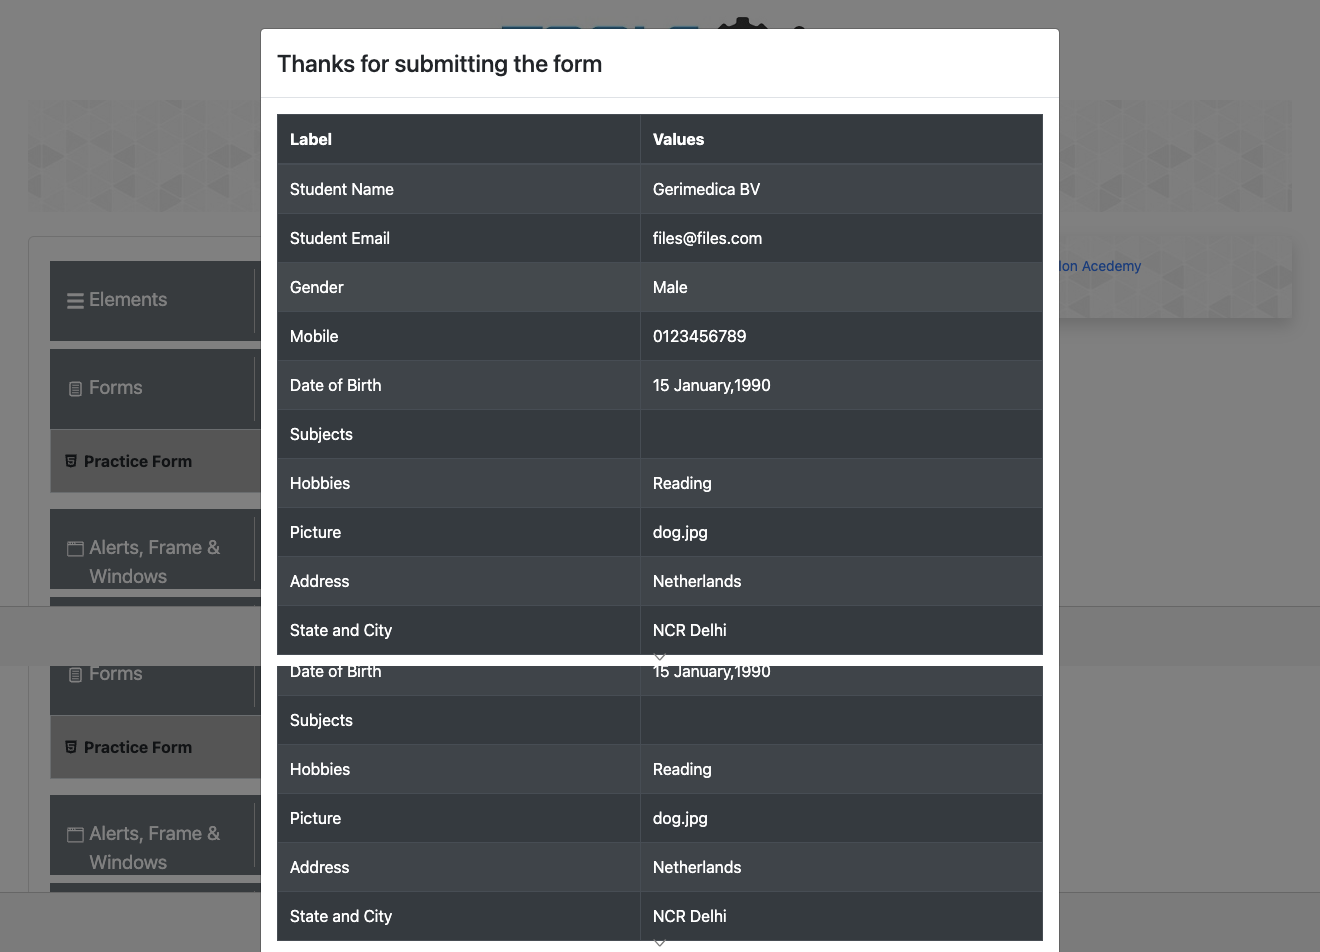 Thanks for submitting the form
Label Values
Student Name Gerimedica BV
Student Email files@files.com
Gender Male
Mobile 0123456789
Date of Birth 15 January,1990
Subjects
Hobbies Reading
Picture dog.jpg
Address Netherlands
State and City NCR Delhi
Date of Birth 15 January,1990
Subjects
Hobbies Reading
Picture dog.jpg
Address Netherlands
State and City NCR Delhi
Elements
Forms
Practice Form
Alerts, Frame &
Windows
Forms
Practice Form
Alerts, Frame &
Windows
Acedemy